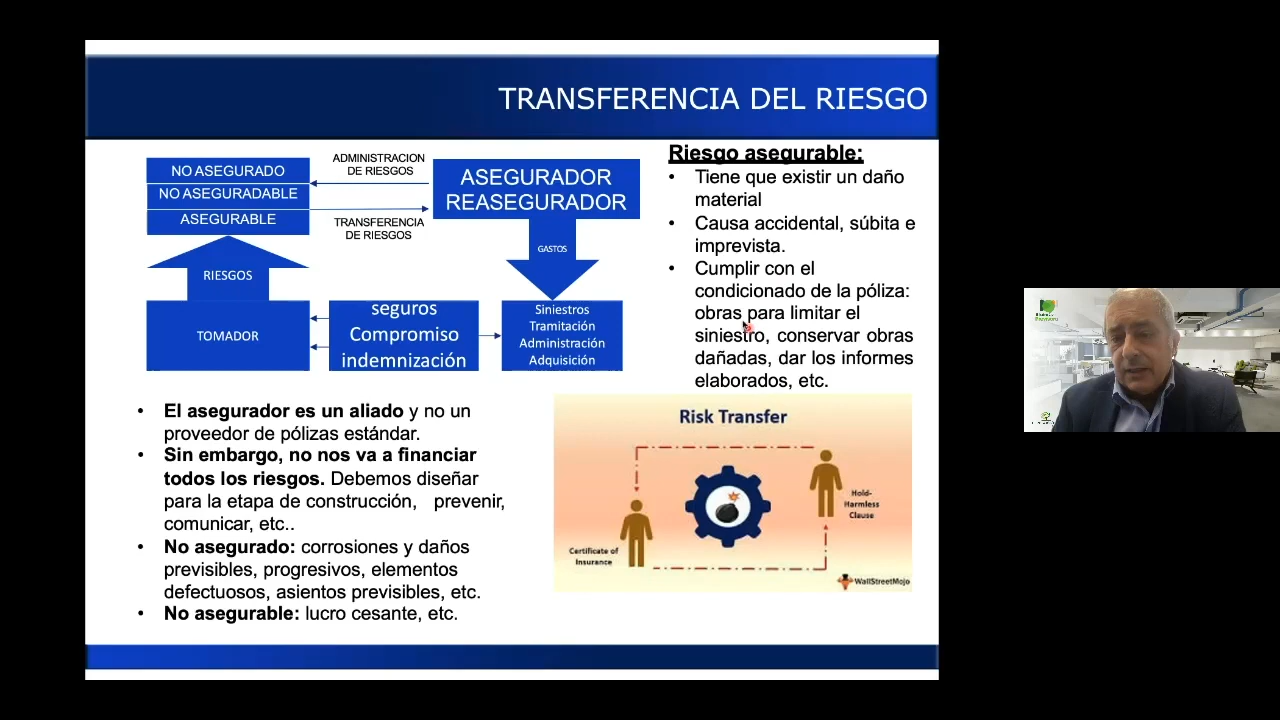 TRANSFERENCIA DEL RIESGO
NO ASEGURADO
NO ASEGURADABLE
ASEGURABLE
ADMINISTRACION
DE RIESGOS
TRANSFERENCIA
DE RIESGOS
ASEGURADOR
REASEGURADOR
GASTOS
RIESGOS
TOMADOR
seguros
Compromiso
indemnización
Siniestros
Tramitación
Administración
Adquisición
Riesgo asegurable:
• Tiene que existir un daño
material
• Causa accidental, súbita e
imprevista.
• Cumplir con el
condicionado de la póliza:
obras para limitar el
siniestro, conservar obras
dañadas, dar los informes
elaborados, etc.
• El asegurador es un aliado y no un
proveedor de pólizas estándar.
• Sin embargo, no nos va a financiar
todos los riesgos. Debemos diseñar
para la etapa de construcción, prevenir,
comunicar, etc..
• No asegurado: corrosiones y daños
previsibles, progresivos, elementos
defectuosos, asientos previsibles, etc.
• No asegurable: lucro cesante, etc.
Risk Transfer
Hold-
Harmless
Clause
Certificate of
Insurance
WallStreetMojo